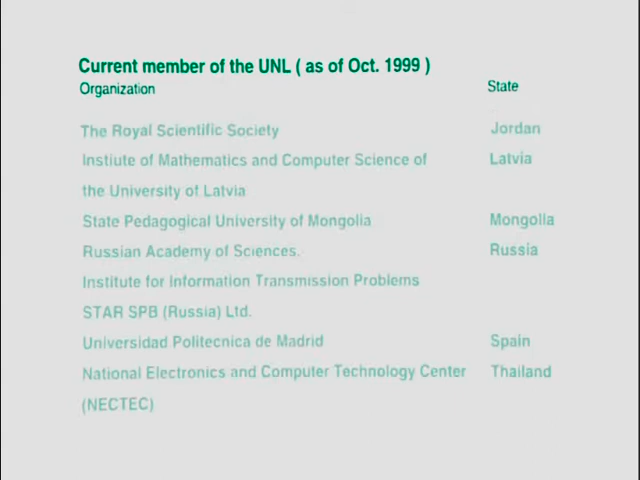 Current member of the UNL ( as of Oct. 1999 )
Organization State
The Royal Scientific Society Jordan
Instiute of Mathematics and Computer Science of Latvia
the University of Latvia
State Pedagogical University of Mongolia Mongolia
Russian Academy of Sciences. Russia
Institute for Information Transmission Problems
STAR SPB (Russia) Ltd.
Universidad Politecnica de Madrid Spain
National Electronics and Computer Technology Center Thailand
(NECTEC)